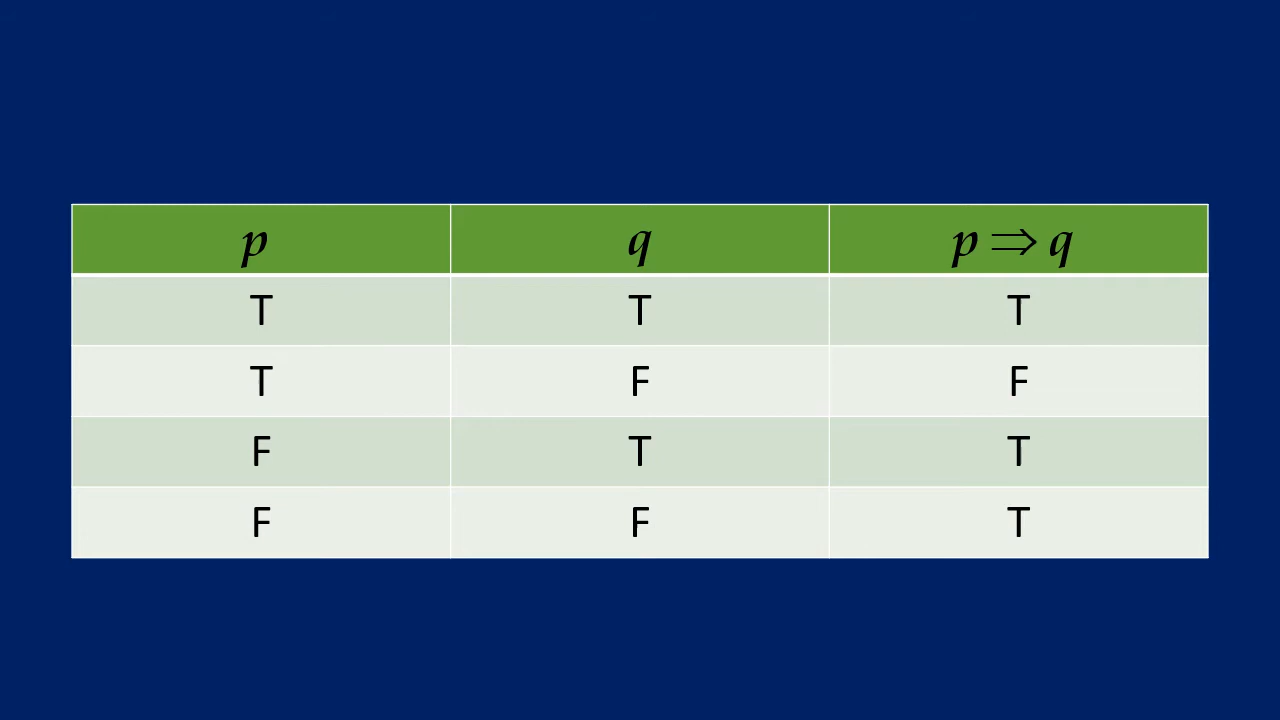 p q p ⇒ q
T T T
T F F
F T T
F F T